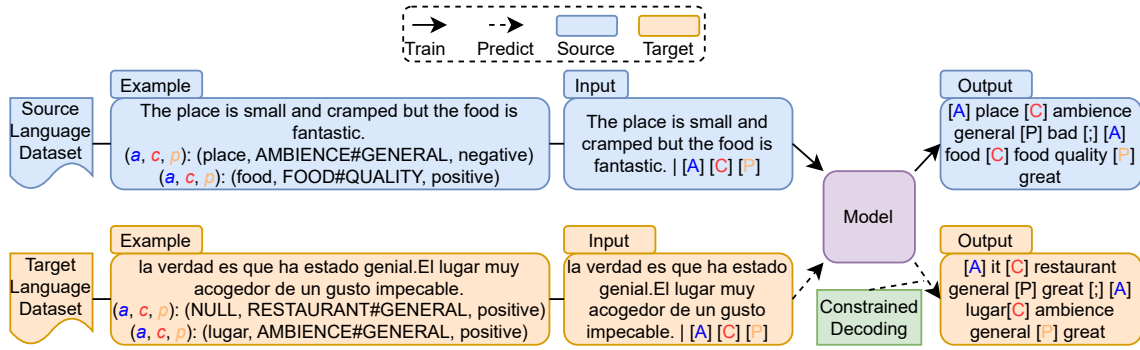 Train Predict Source Target
Example
Input
Output
Source
Language
Dataset
The place is small and cramped but the food is
fantastic.
(a, c, p): (place, AMBIENCE#GENERAL, negative)
(a, c, p): (food, FOOD#QUALITY, positive)
The place is small and
cramped but the food is
fantastic. | [A] [C] [P]
[A] place [C] ambience
general [P] bad [;] [A]
food [C] food quality [P]
great
Model
Example
Input
Output
Target
Language
Dataset
la verdad es que ha estado genial.El lugar muy
acogedor de un gusto impecable.
(a, c, p): (NULL, RESTAURANT#GENERAL, positive)
(a, c, p): (lugar, AMBIENCE#GENERAL, positive)
la verdad es que ha estado
genial.El lugar muy
acogedor de un gusto
impecable. | [A] [C] [P]
Constrained
Decoding
[A] it [C] restaurant
general [P] great [;] [A]
lugar[C] ambience
general [P] great